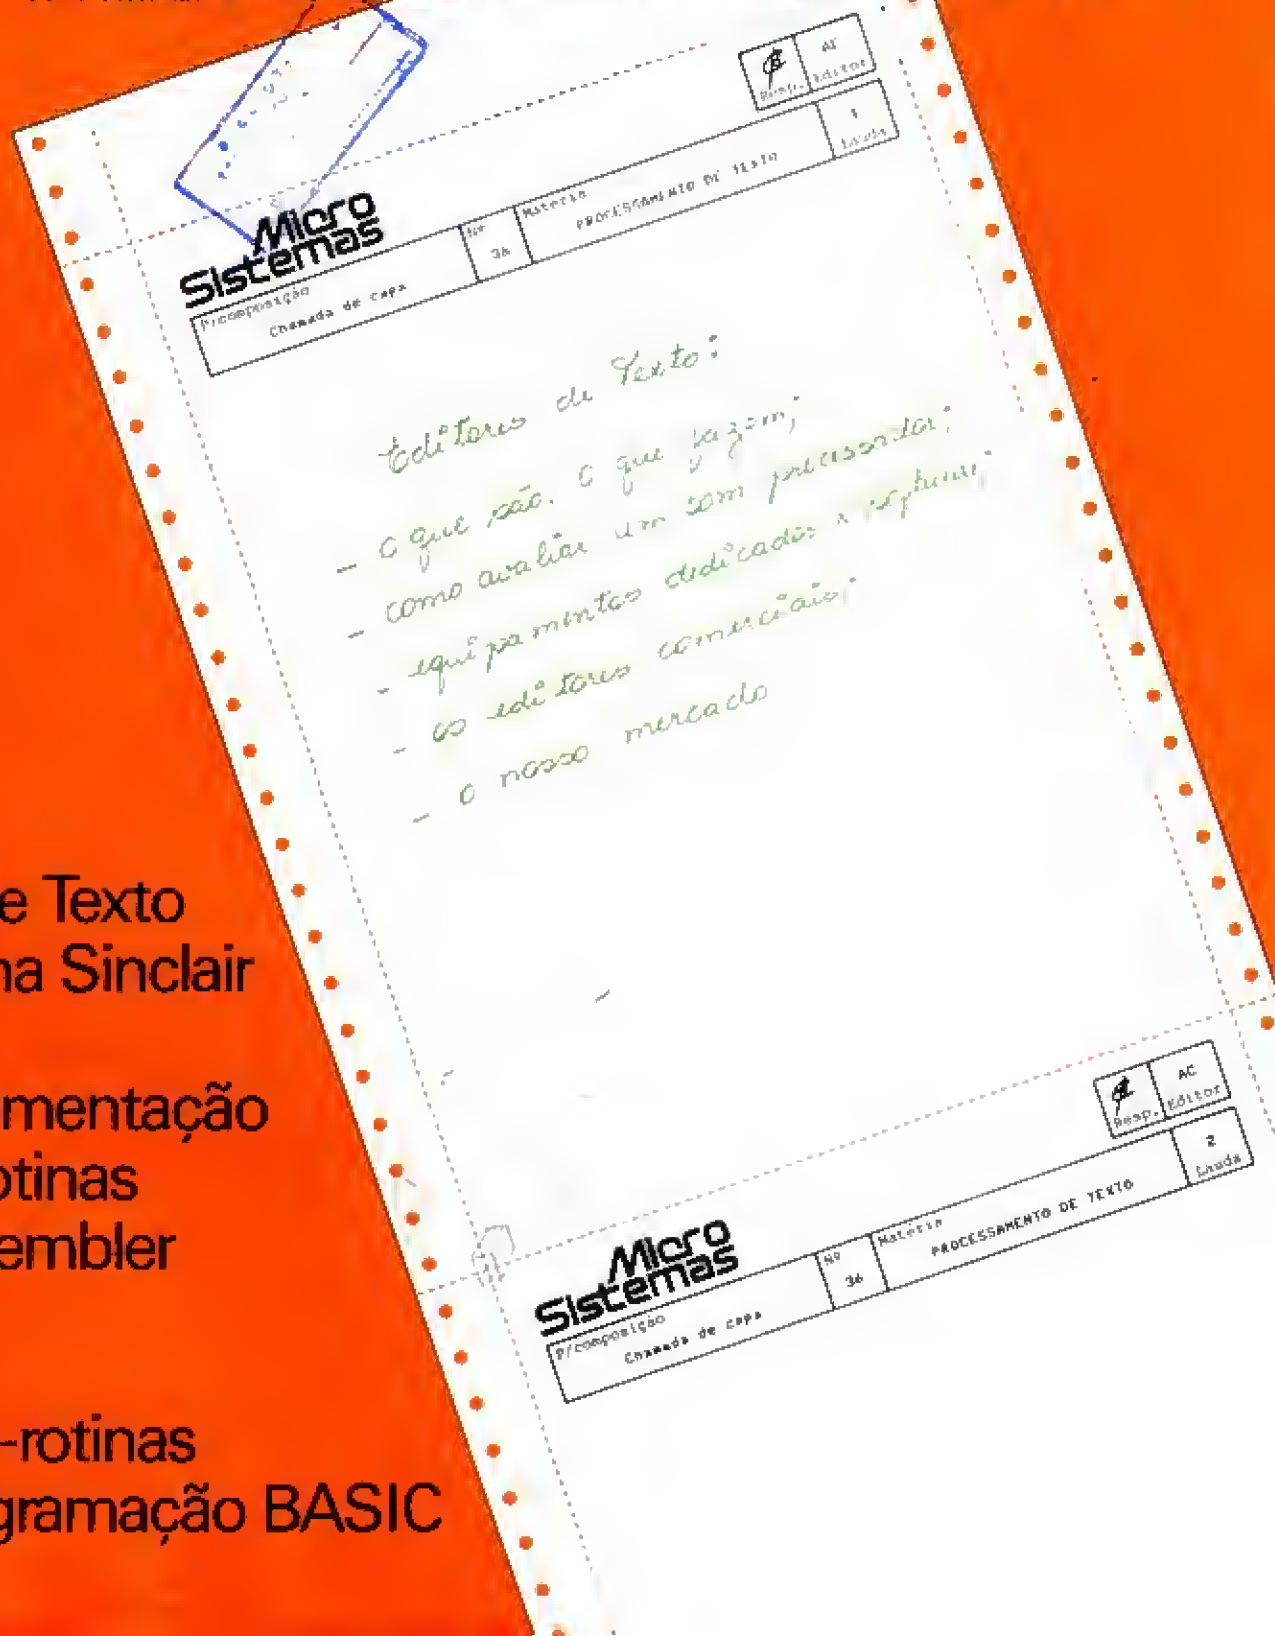 AC
Resp. Editor
Micro
Sistemas
P/composição
Chamada de capa
Nº
36
Materia
PROCESSAMENTO DE TEXTO
1
Lauda
Editores de Texto:
- o que são, o que fazem;
- como avaliar um bom processador;
- equipamentos dedicados x
- os editores comerciais;
- o nosso mercado
e Texto
na Sinclair
mentação
otinas
embler
-rotinas
gramação BASIC
AC
Resp. Editor
Micro
Sistemas
P/composição
Chamada de capa
Nº
36
Materia
PROCESSAMENTO DE TEXTO
2
Lauda